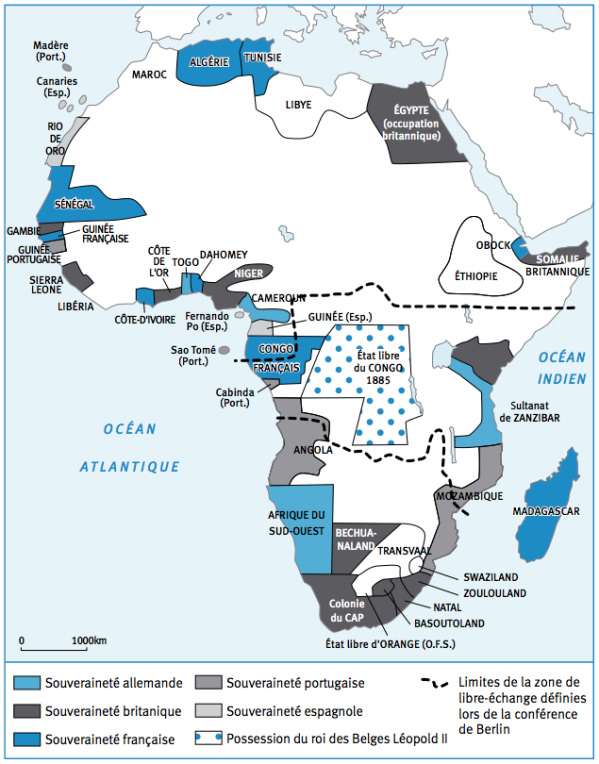 Madère
(Port.)
Canaries
(Esp.)
MAROC
ALGÉRIE
TUNISIE
LIBYE
ÉGYPTE
(occupation
britannique)
RIO
DE
ORO
SÉNÉGAL
GAMBIE
GUINÉE
FRANÇAISE
GUINÉE
PORTUGAISE
SIERRA
LEONE
LIBÉRIA
CÔTE
DE
L'OR
TOGO
DAHOMEY
NIGER
CÔTE-D'IVOIRE
CAMEROUN
Fernando
Po (Esp.)
GUINÉE (Esp.)
OBOCK
SOMALIE
BRITANNIQUE
ÉTHIOPIE
Sao Tomé
(Port.)
CONGO
FRANÇAIS
État libre
du CONGO
1885
Cabinda
(Port.)
OCÉAN
INDIEN
Sultanat
de ZANZIBAR
OCÉAN
ATLANTIQUE
ANGOLA
MOZAMBIQUE
MADAGASCAR
AFRIQUE DU
SUD-OUEST
BECHUA-
NALAND
TRANSVAAL
SWAZILAND
ZOULOULAND
NATAL
BASOUTOLAND
Colonie
du CAP
État libre d'ORANGE (O.F.S.)
0 1000km
Souveraineté allemande
Souveraineté britanique
Souveraineté française
Souveraineté portugaise
Souveraineté espagnole
Possession du roi des Belges Léopold II
Limites de la zone de
libre-échange définies
lors de la conférence
de Berlin